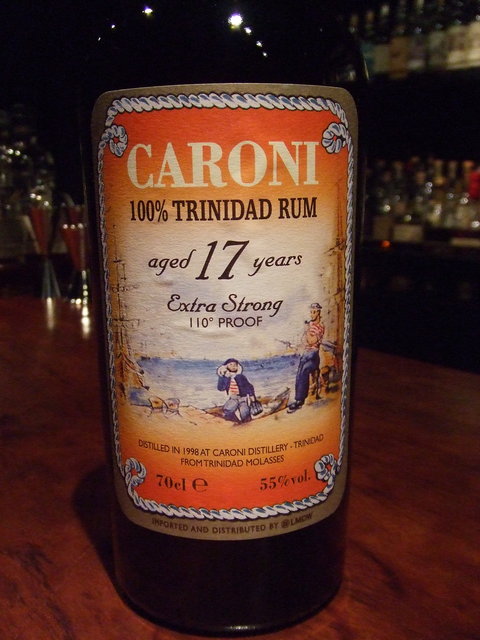 CARONI
100% TRINIDAD RUM
aged 17 years
Extra Strong
110° PROOF
DISTILLED IN 1998 AT CARONI DISTILLERY - TRINIDAD
FROM TRINIDAD MOLASSES
70cl ℮ 55% vol.
IMPORTED AND DISTRIBUTED BY @LMDW